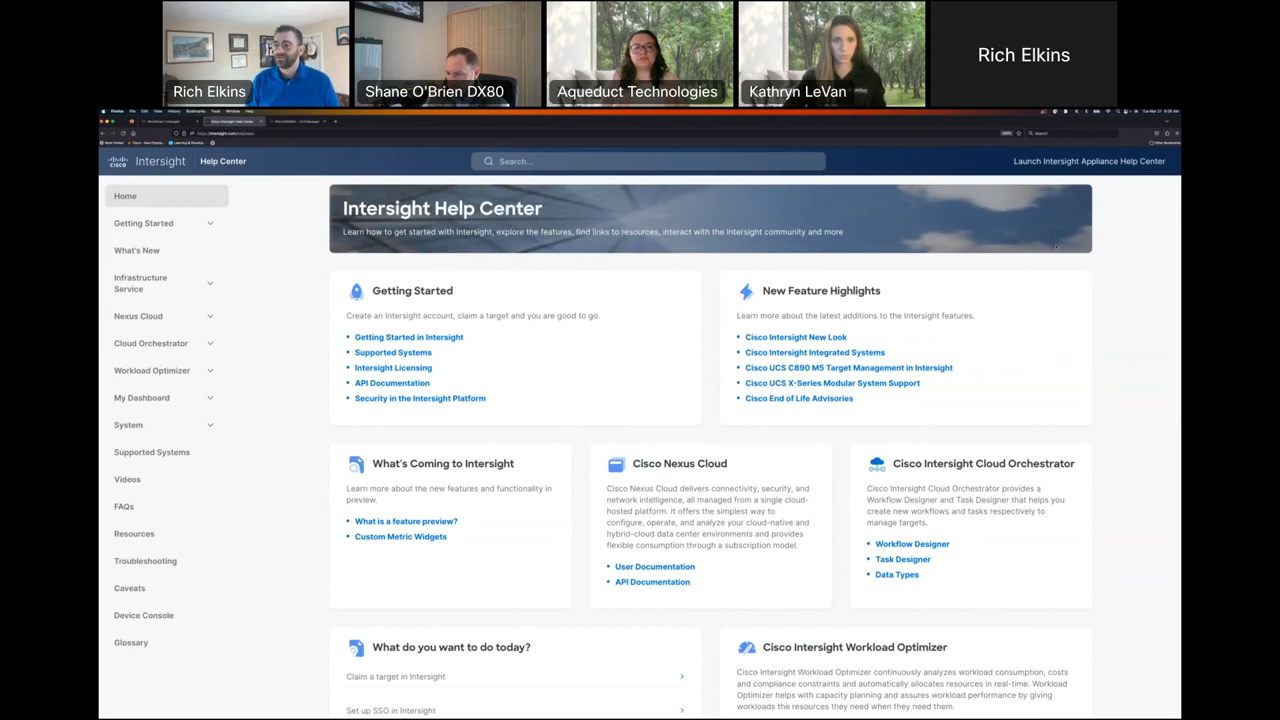 Rich Elkins
Shane O'Brien DX80
Aqueduct Technologies
Kathryn LeVan
Rich Elkins
CISCO
Intersight
Help Center
Search...
Launch Intersight Appliance Help Center
Home
Getting Started
What's New
Infrastructure
Service
Nexus Cloud
Cloud Orchestrator
Workload Optimizer
My Dashboard
System
Supported Systems
Videos
FAQs
Resources
Troubleshooting
Caveats
Device Console
Glossary
Intersight Help Center
Learn how to get started with Intersight, explore the features, find links to resources, interact with the Intersight community and more
Getting Started
Create an Intersight account, claim a target and you are good to go.
Getting Started in Intersight
Supported Systems
Intersight Licensing
API Documentation
Security in the Intersight Platform
New Feature Highlights
Learn more about the latest additions to the Intersight features.
Cisco Intersight New Look
Cisco Intersight Integrated Systems
Cisco UCS C890 M5 Target Management in Intersight
Cisco UCS X-Series Modular System Support
Cisco End of Life Advisories
What's Coming to Intersight
Learn more about the new features and functionality in
preview.
What is a feature preview?
Custom Metric Widgets
Cisco Nexus Cloud
Cisco Nexus Cloud delivers connectivity, security, and
network intelligence, all managed from a single cloud-
hosted platform. It offers the simplest way to
configure, operate, and analyze your cloud-native and
hybrid-cloud data center environments and provides
flexible consumption through a subscription model.
User Documentation
API Documentation
Cisco Intersight Cloud Orchestrator
Cisco Intersight Cloud Orchestrator provides a
Workflow Designer and Task Designer that helps you
create new workflows and tasks respectively to
manage targets.
Workflow Designer
Task Designer
Data Types
What do you want to do today?
Claim a target in Intersight
Set up SSO in Intersight
Cisco Intersight Workload Optimizer
Cisco Intersight Workload Optimizer continuously analyzes workload consumption, costs
and compliance constraints and automatically allocates resources in real-time. Workload
Optimizer helps with capacity planning and assures workload performance by giving
workloads the resources they need when they need them.